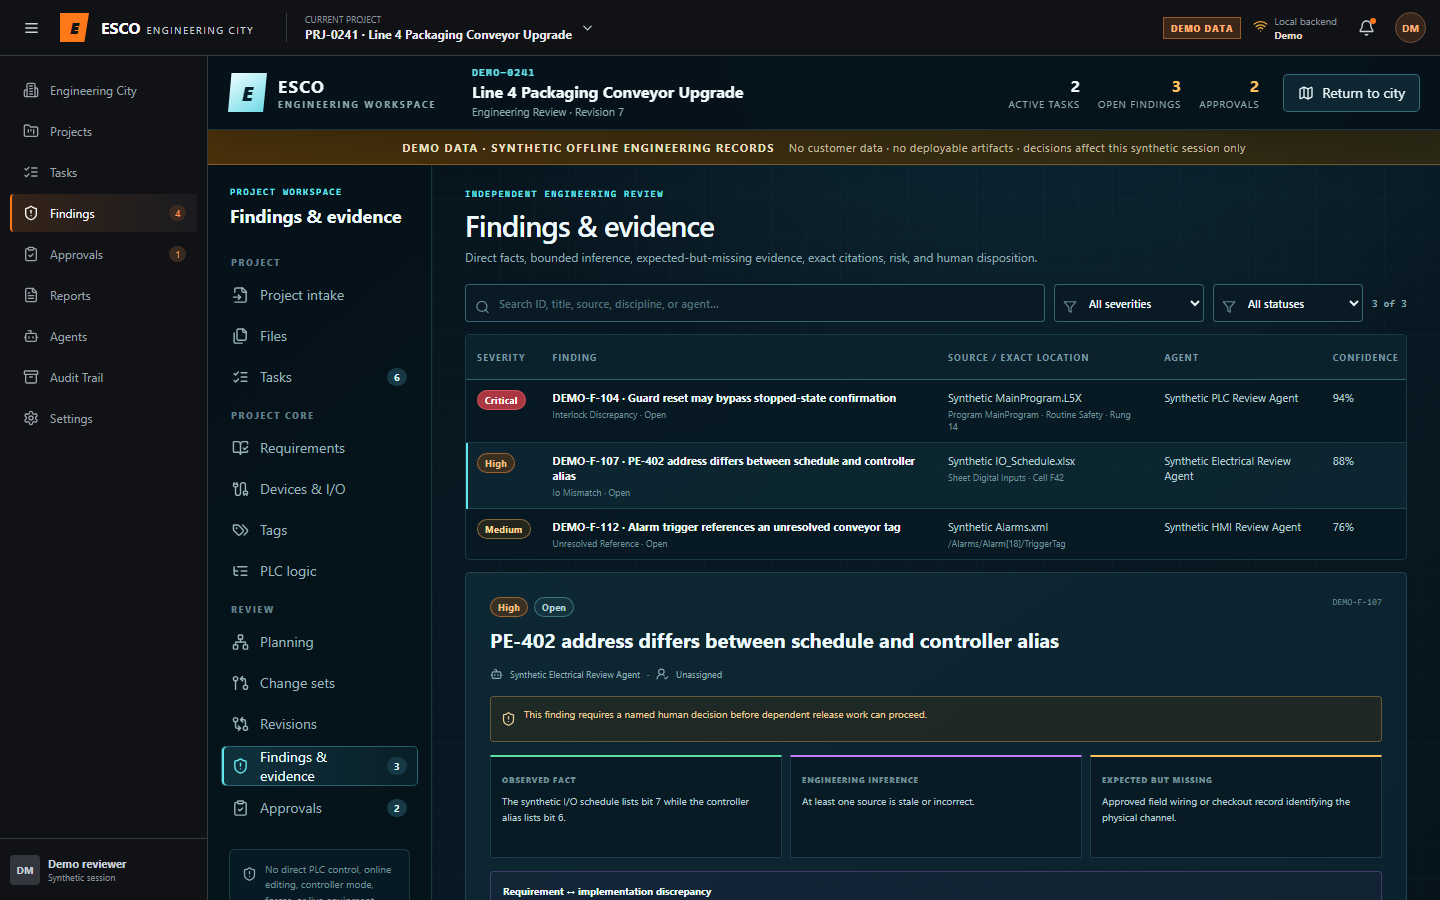 E ESCO ENGINEERING CITY
CURRENT PROJECT
PRJ-0241 · Line 4 Packaging Conveyor Upgrade
DEMO DATA
Local backend
Demo
DM
Engineering City
Projects
Tasks
Findings 4
Approvals 1
Reports
Agents
Audit Trail
Settings
DM
Demo reviewer
Synthetic session
E
ESCO
ENGINEERING WORKSPACE
DEMO-0241
Line 4 Packaging Conveyor Upgrade
Engineering Review · Revision 7
2
ACTIVE TASKS
3
OPEN FINDINGS
2
APPROVALS
Return to city
DEMO DATA · SYNTHETIC OFFLINE ENGINEERING RECORDS No customer data · no deployable artifacts · decisions affect this synthetic session only
PROJECT WORKSPACE
Findings & evidence
PROJECT
Project intake
Files
Tasks 6
PROJECT CORE
Requirements
Devices & I/O
Tags
PLC logic
REVIEW
Planning
Change sets
Revisions
Findings &
evidence
3
Approvals 2
No direct PLC control, online
editing, controller mode,
INDEPENDENT ENGINEERING REVIEW
Findings & evidence
Direct facts, bounded inference, expected-but-missing evidence, exact citations, risk, and human disposition.
Search ID, title, source, discipline, or agent...
All severities
All statuses
3 of 3
SEVERITY FINDING SOURCE / EXACT LOCATION AGENT CONFIDENCE
Critical
DEMO-F-104 · Guard reset may bypass stopped-state confirmation
Interlock Discrepancy · Open
Synthetic MainProgram.L5X
Program MainProgram · Routine Safety · Rung
14
Synthetic PLC Review Agent
94%
High
DEMO-F-107 · PE-402 address differs between schedule and controller
alias
Io Mismatch · Open
Synthetic IO_Schedule.xlsx
Sheet Digital Inputs · Cell F42
Synthetic Electrical Review
Agent
88%
Medium
DEMO-F-112 · Alarm trigger references an unresolved conveyor tag
Unresolved Reference · Open
Synthetic Alarms.xml
/Alarms/Alarm[18]/TriggerTag
Synthetic HMI Review Agent
76%
High
Open
DEMO-F-107
PE-402 address differs between schedule and controller alias
Synthetic Electrical Review Agent · Unassigned
This finding requires a named human decision before dependent release work can proceed.
OBSERVED FACT
The synthetic I/O schedule lists bit 7 while the controller
alias lists bit 6.
ENGINEERING INFERENCE
At least one source is stale or incorrect.
EXPECTED BUT MISSING
Approved field wiring or checkout record identifying the
physical channel.
Requirement ↔ implementation discrepancy